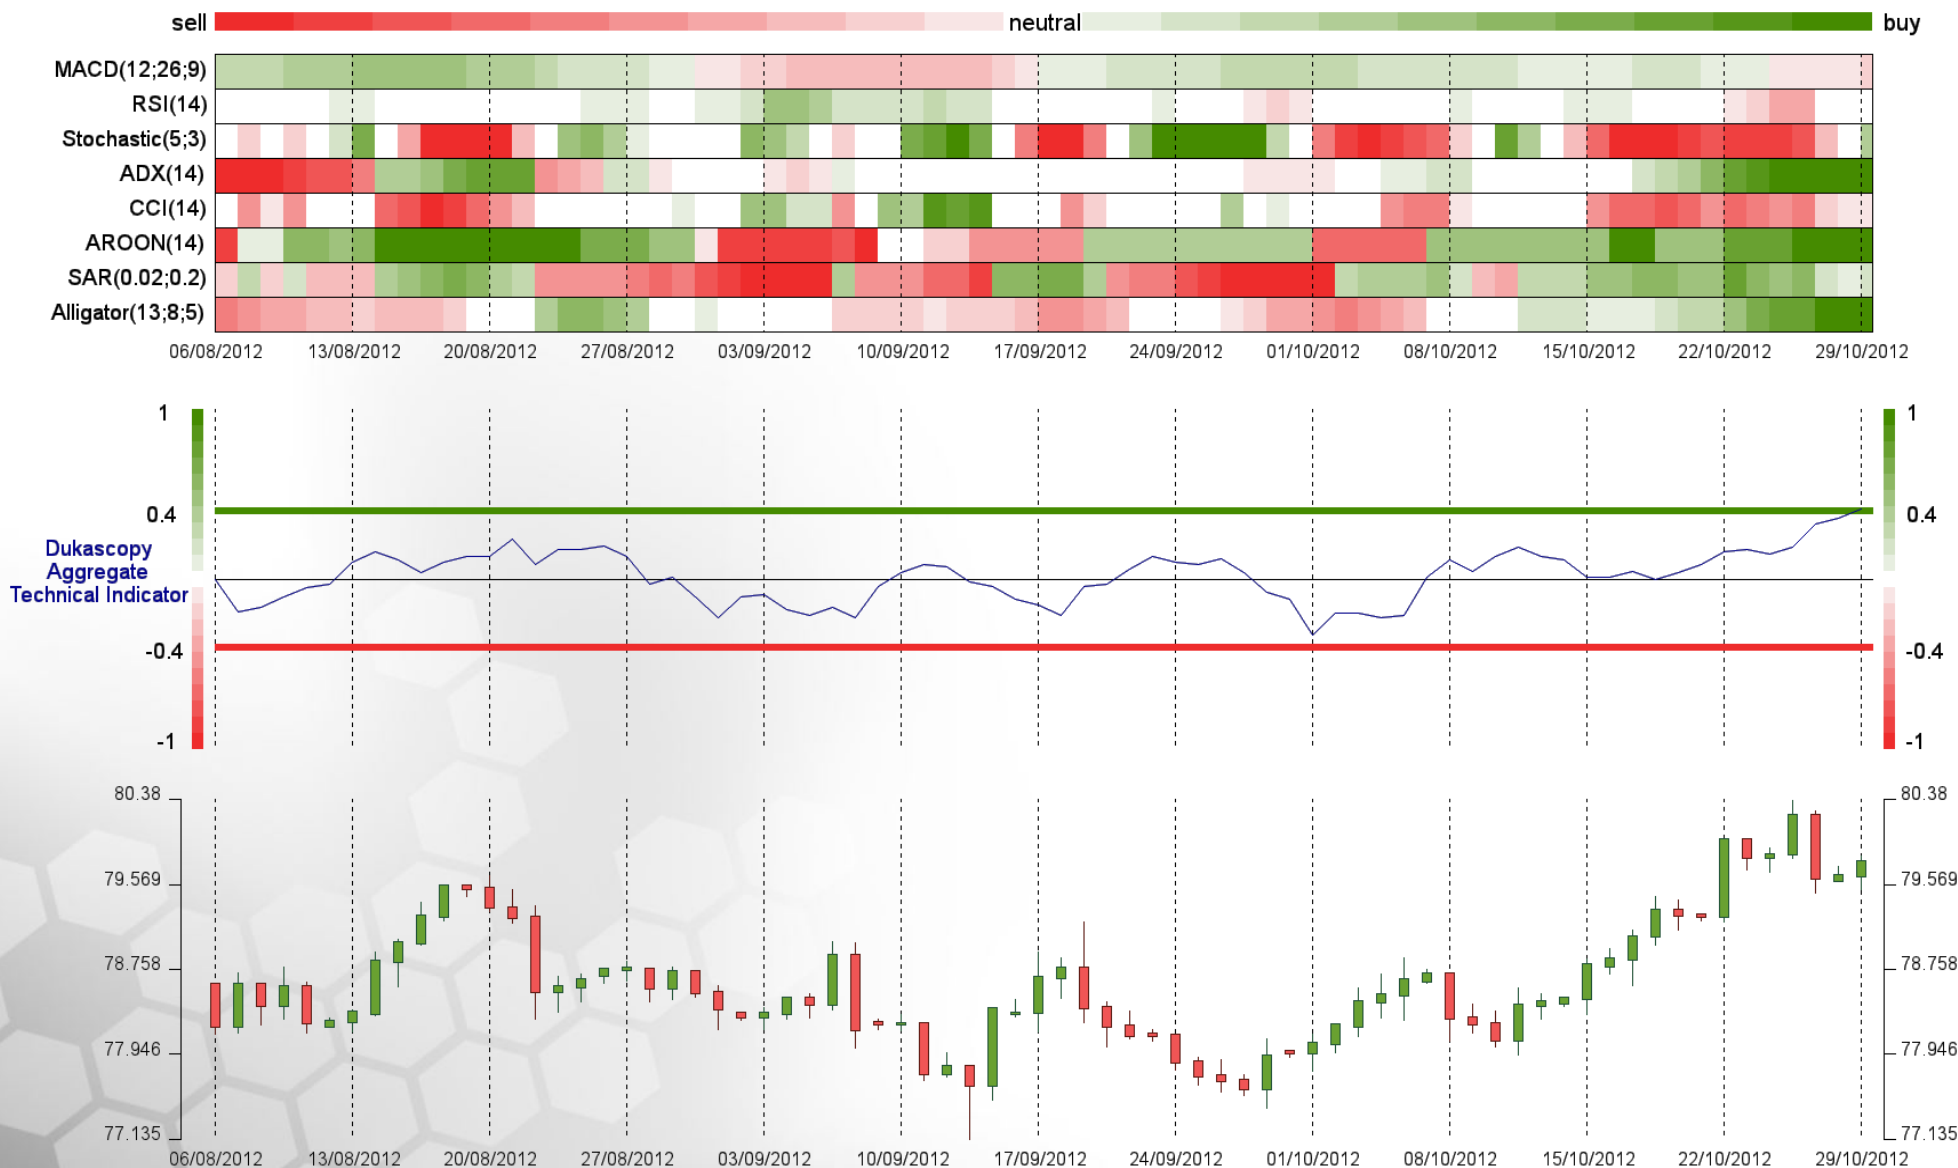 sell neutral buy
MACD(12;26;9)
RSI(14)
Stochastic(5;3)
ADX(14)
CCI(14)
AROON(14)
SAR(0.02;0.2)
Alligator(13;8;5)
06/08/2012 13/08/2012 20/08/2012 27/08/2012 03/09/2012 10/09/2012 17/09/2012 24/09/2012 01/10/2012 08/10/2012 15/10/2012 22/10/2012 29/10/2012
1 1
0.4 0.4
Dukascopy
Aggregate
Technical Indicator
-0.4 -0.4
-1 -1
80.38 80.38
79.569 79.569
78.758 78.758
77.946 77.946
77.135 77.135
06/08/2012 13/08/2012 20/08/2012 27/08/2012 03/09/2012 10/09/2012 17/09/2012 24/09/2012 01/10/2012 08/10/2012 15/10/2012 22/10/2012 29/10/2012